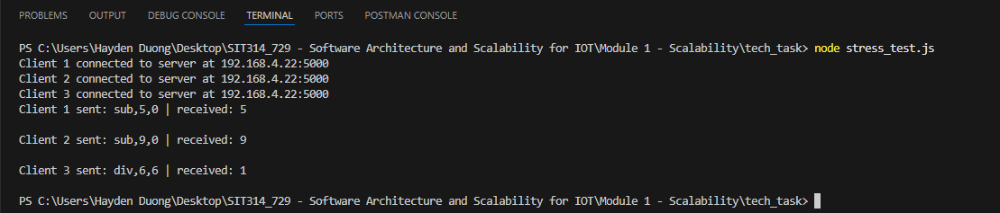 PROBLEMS OUTPUT DEBUG CONSOLE TERMINAL PORTS POSTMAN CONSOLE
PS C:\Users\Hayden Duong\Desktop\SIT314_729 - Software Architecture and Scalability for IOT\Module 1 - Scalability\tech_task> node stress_test.js
Client 1 connected to server at 192.168.4.22:5000
Client 2 connected to server at 192.168.4.22:5000
Client 3 connected to server at 192.168.4.22:5000
Client 1 sent: sub,5,0 | received: 5
Client 2 sent: sub,9,0 | received: 9
Client 3 sent: div,6,6 | received: 1
PS C:\Users\Hayden Duong\Desktop\SIT314_729 - Software Architecture and Scalability for IOT\Module 1 - Scalability\tech_task>